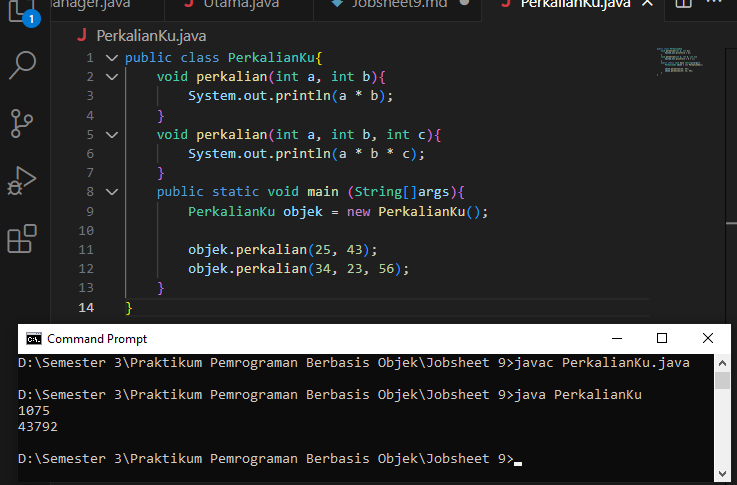 1
anager.java
J Utama.java
Jobsheet9.md
J PerkalianKu.java
J PerkalianKu.java
1 public class PerkalianKu{
2 void perkalian(int a, int b){
3 System.out.println(a * b);
4 }
5 void perkalian(int a, int b, int c){
6 System.out.println(a * b * c);
7 }
8 public static void main (String[]args){
9 PerkalianKu objek = new PerkalianKu();
10
11 objek.perkalian(25, 43);
12 objek.perkalian(34, 23, 56);
13 }
14 }
C:\. Command Prompt
D:\Semester 3\Praktikum Pemrograman Berbasis Objek\Jobsheet 9>javac PerkalianKu.java
D:\Semester 3\Praktikum Pemrograman Berbasis Objek\Jobsheet 9>java PerkalianKu
1075
43792
D:\Semester 3\Praktikum Pemrograman Berbasis Objek\Jobsheet 9>